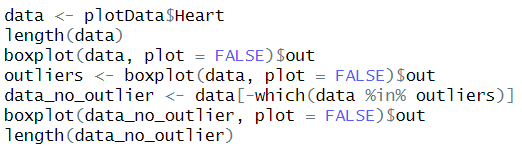 data <- plotData$Heart
length(data)
boxplot(data, plot = FALSE)$out
outliers <- boxplot(data, plot = FALSE)$out
data_no_outlier <- data[-which(data %in% outliers)]
boxplot(data_no_outlier, plot = FALSE)$out
length(data_no_outlier)